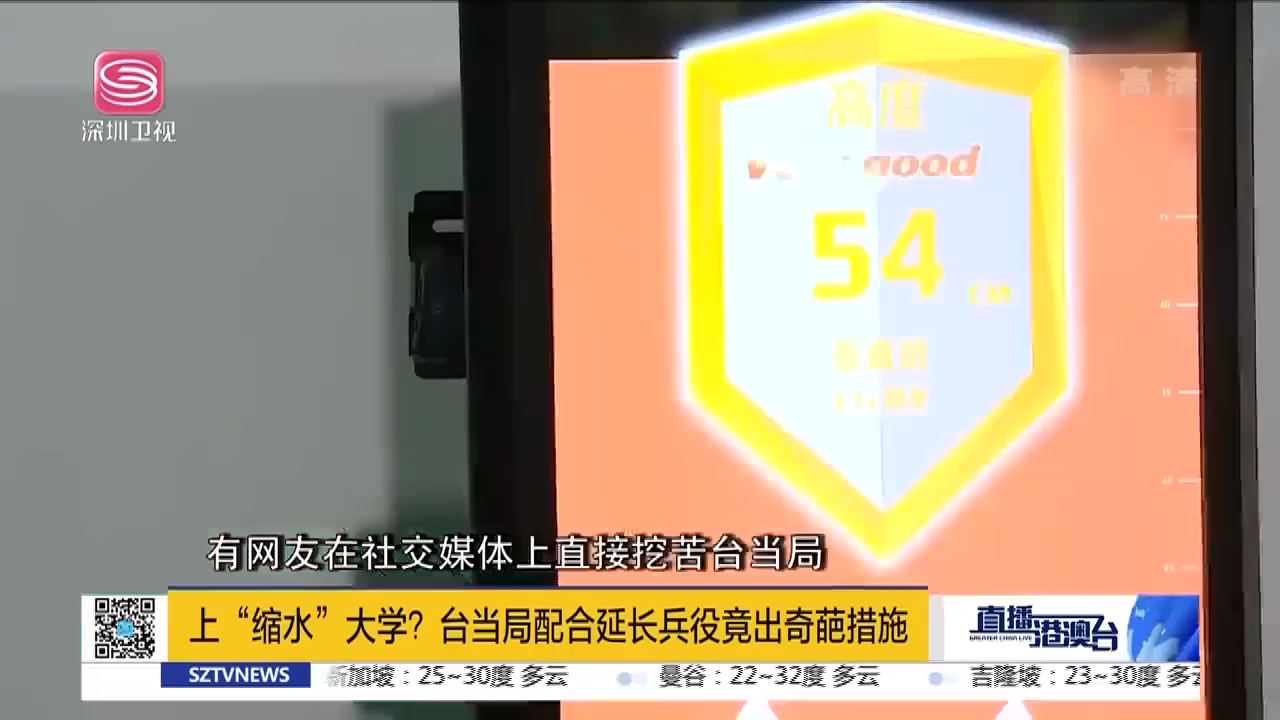 深圳卫视
高清
高度
good
54
CM
有网友在社交媒体上直接挖苦台当局
上“缩水”大学？台当局配合延长兵役竟出奇葩措施
直播港澳台
GREATER CHINA LIVE
SZTVNEWS
新加坡：25~30度 多云 曼谷：22~32度 多云 吉隆坡：23~30度 多云